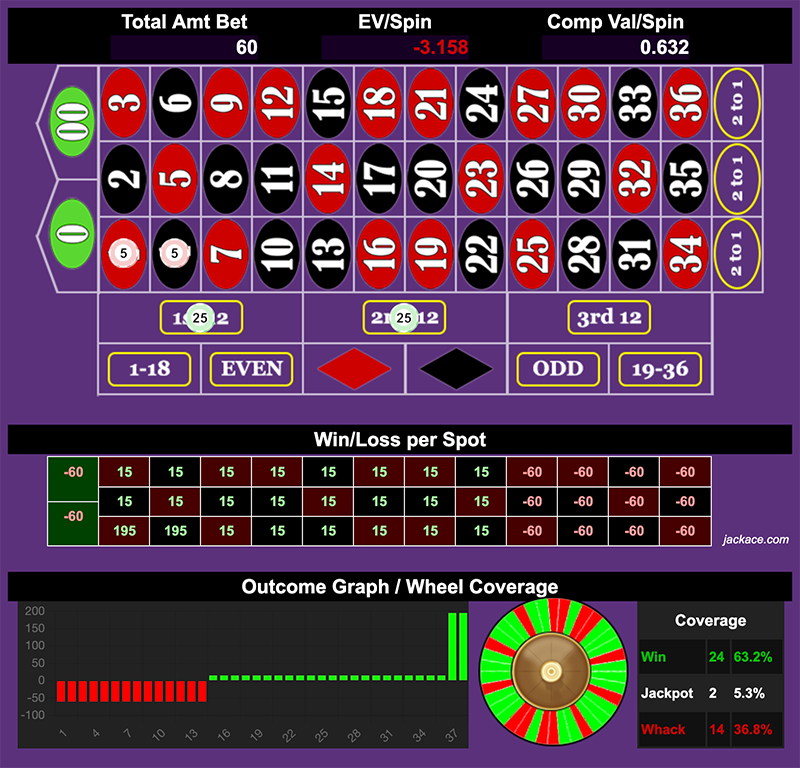 Total Amt Bet EV/Spin Comp Val/Spin
60 -3.158 0.632
00 3 6 9 12 15 18 21 24 27 30 33 36 2 to 1
2 5 8 11 14 17 20 23 26 29 32 35 2 to 1
0 5 5 7 10 13 16 19 22 25 28 31 34 2 to 1
25 25 3rd 12
1-18 EVEN ODD 19-36
Win/Loss per Spot
-60 15 15 15 15 15 15 15 15 -60 -60 -60 -60
15 15 15 15 15 15 15 15 -60 -60 -60 -60
-60 195 195 15 15 15 15 15 15 -60 -60 -60 -60
jackace.com
Outcome Graph / Wheel Coverage
200
150
100
50
0
-50
-100
1 4 7 10 13 16 19 22 25 28 31 34 37
Coverage
Win 24 63.2%
Jackpot 2 5.3%
Whack 14 36.8%